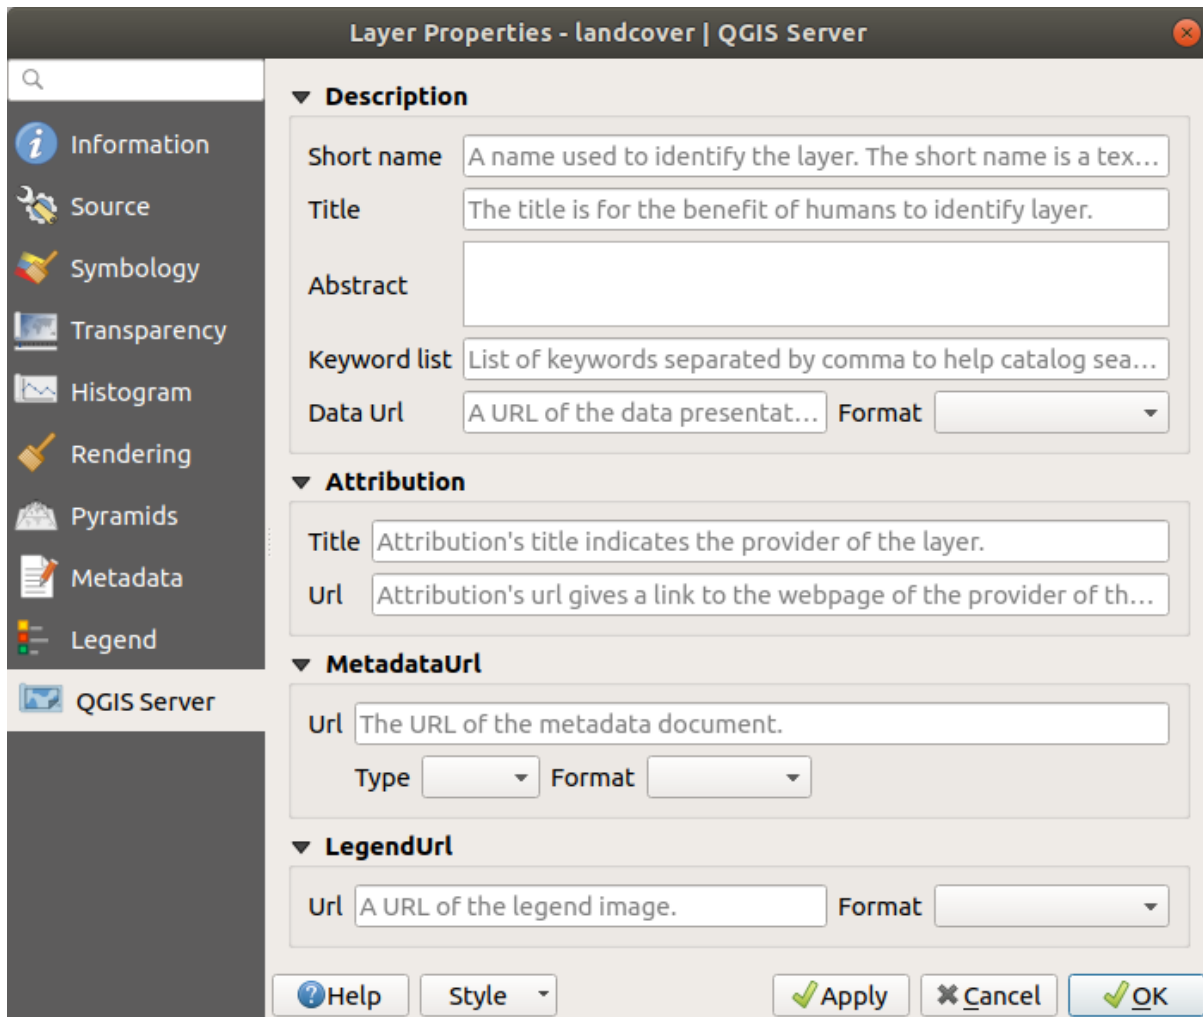 Layer Properties - landcover | QGIS Server
Information
Source
Symbology
Transparency
Histogram
Rendering
Pyramids
Metadata
Legend
QGIS Server
Description
Short name A name used to identify the layer. The short name is a tex...
Title The title is for the benefit of humans to identify layer.
Abstract
Keyword list List of keywords separated by comma to help catalog sea...
Data Url A URL of the data presentat... Format
Attribution
Title Attribution's title indicates the provider of the layer.
Url Attribution's url gives a link to the webpage of the provider of th...
MetadataUrl
Url The URL of the metadata document.
Type Format
LegendUrl
Url A URL of the legend image. Format
Help Style Apply Cancel OK